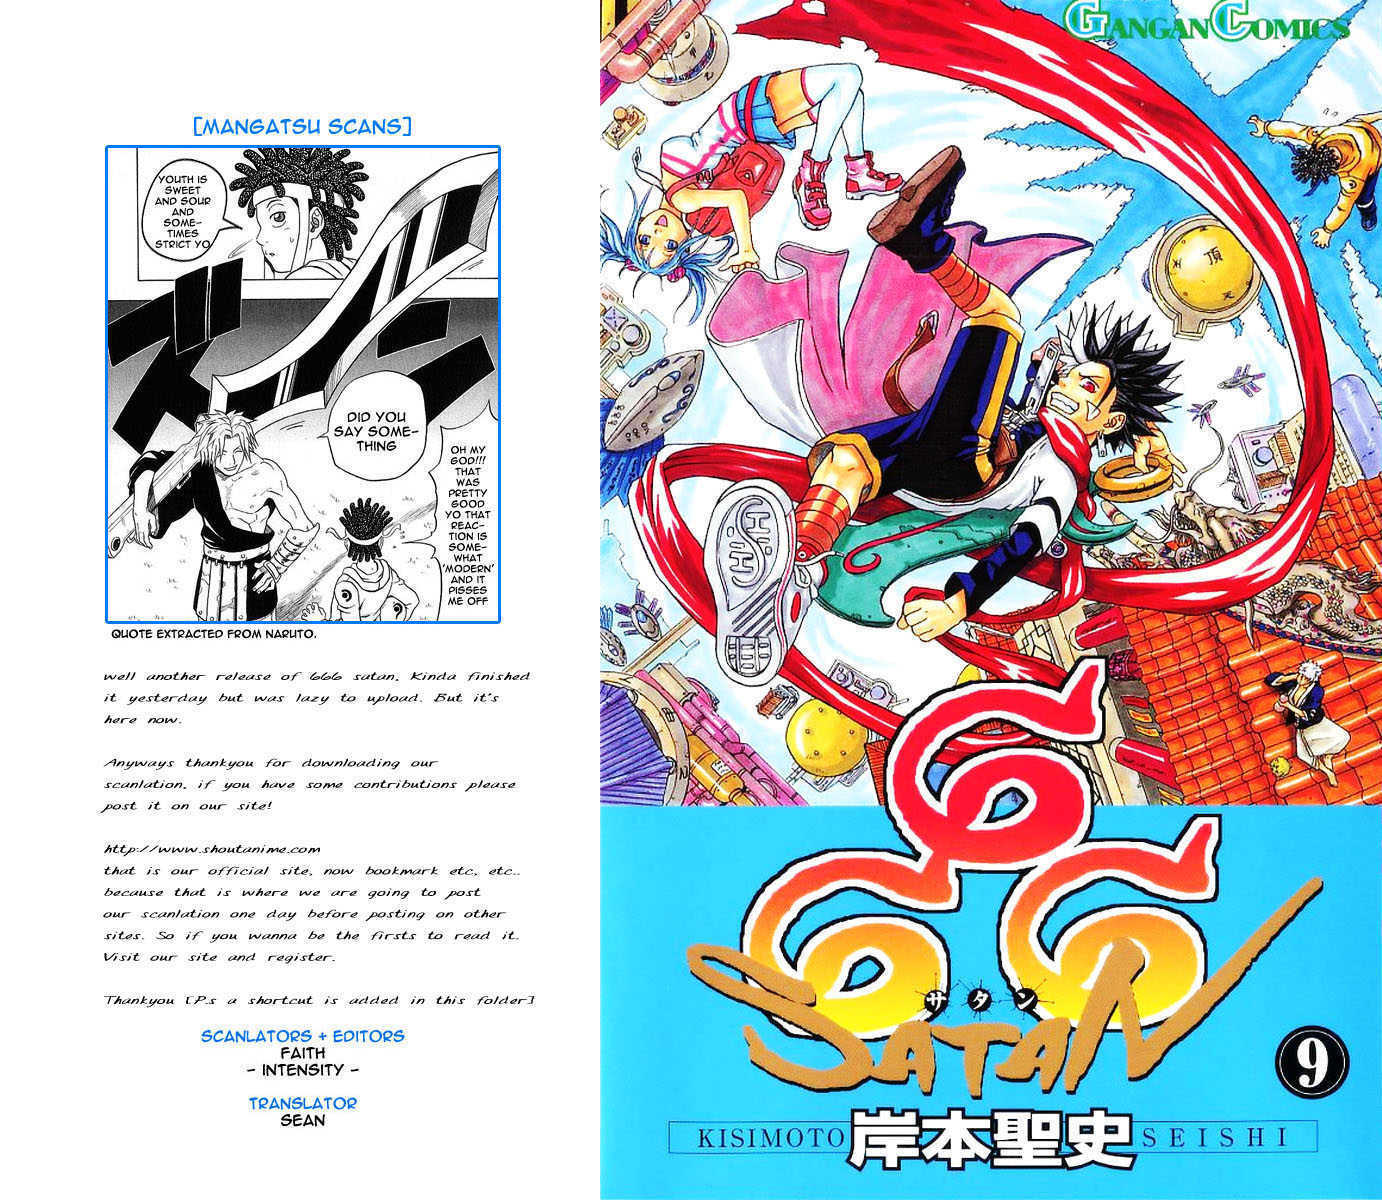 [MANGATSU SCANS]
YOUTH IS
SWEET
AND SOUR
AND
SOME-
TIMES
STRICT YO
DID YOU
SAY SOME-
THING
OH MY
GOD!!!
THAT
WAS
PRETTY
GOOD
YO THAT
REAC-
TION IS
SOME-
WHAT
'MODERN'
AND IT
PISSES
ME OFF
QUOTE EXTRACTED FROM NARUTO.
well another release of 666 satan, Kinda finished
it yesterday but was lazy to upload. But it's
here now.
Anyways thankyou for downloading our
scanlation, if you have some contributions please
post it on our site!
http://www.shoutanime.com
that is our official site, now bookmark etc, etc..
because that is where we are going to post
our scanlation one day before posting on other
sites. So if you wanna be the firsts to read it.
Visit our site and register.
Thankyou [P.s a shortcut is added in this folder]
SCANLATORS + EDITORS
FAITH
- INTENSITY -
TRANSLATOR
SEAN
GANGAN COMICS
頂
天
666
SATAN
サタン
9
KISIMOTO 岸本聖史 SEISHI